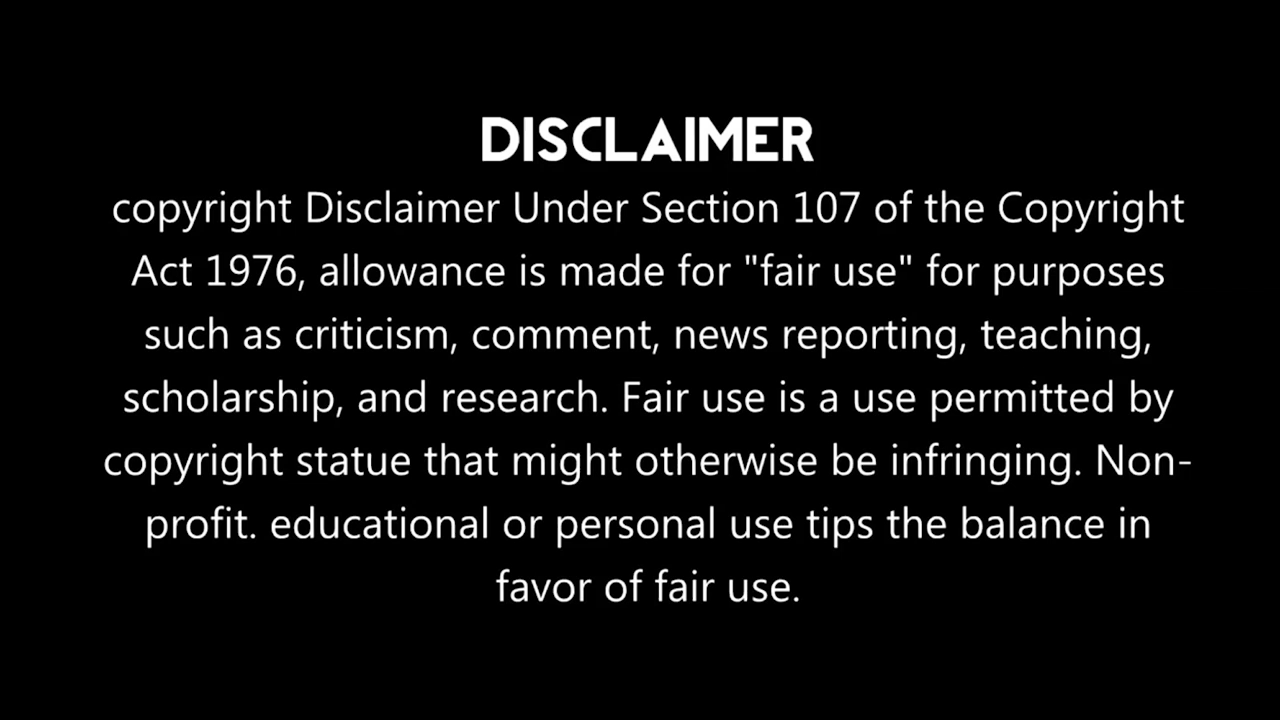 DISCLAIMER
copyright Disclaimer Under Section 107 of the Copyright
Act 1976, allowance is made for "fair use" for purposes
such as criticism, comment, news reporting, teaching,
scholarship, and research. Fair use is a use permitted by
copyright statue that might otherwise be infringing. Non-
profit. educational or personal use tips the balance in
favor of fair use.